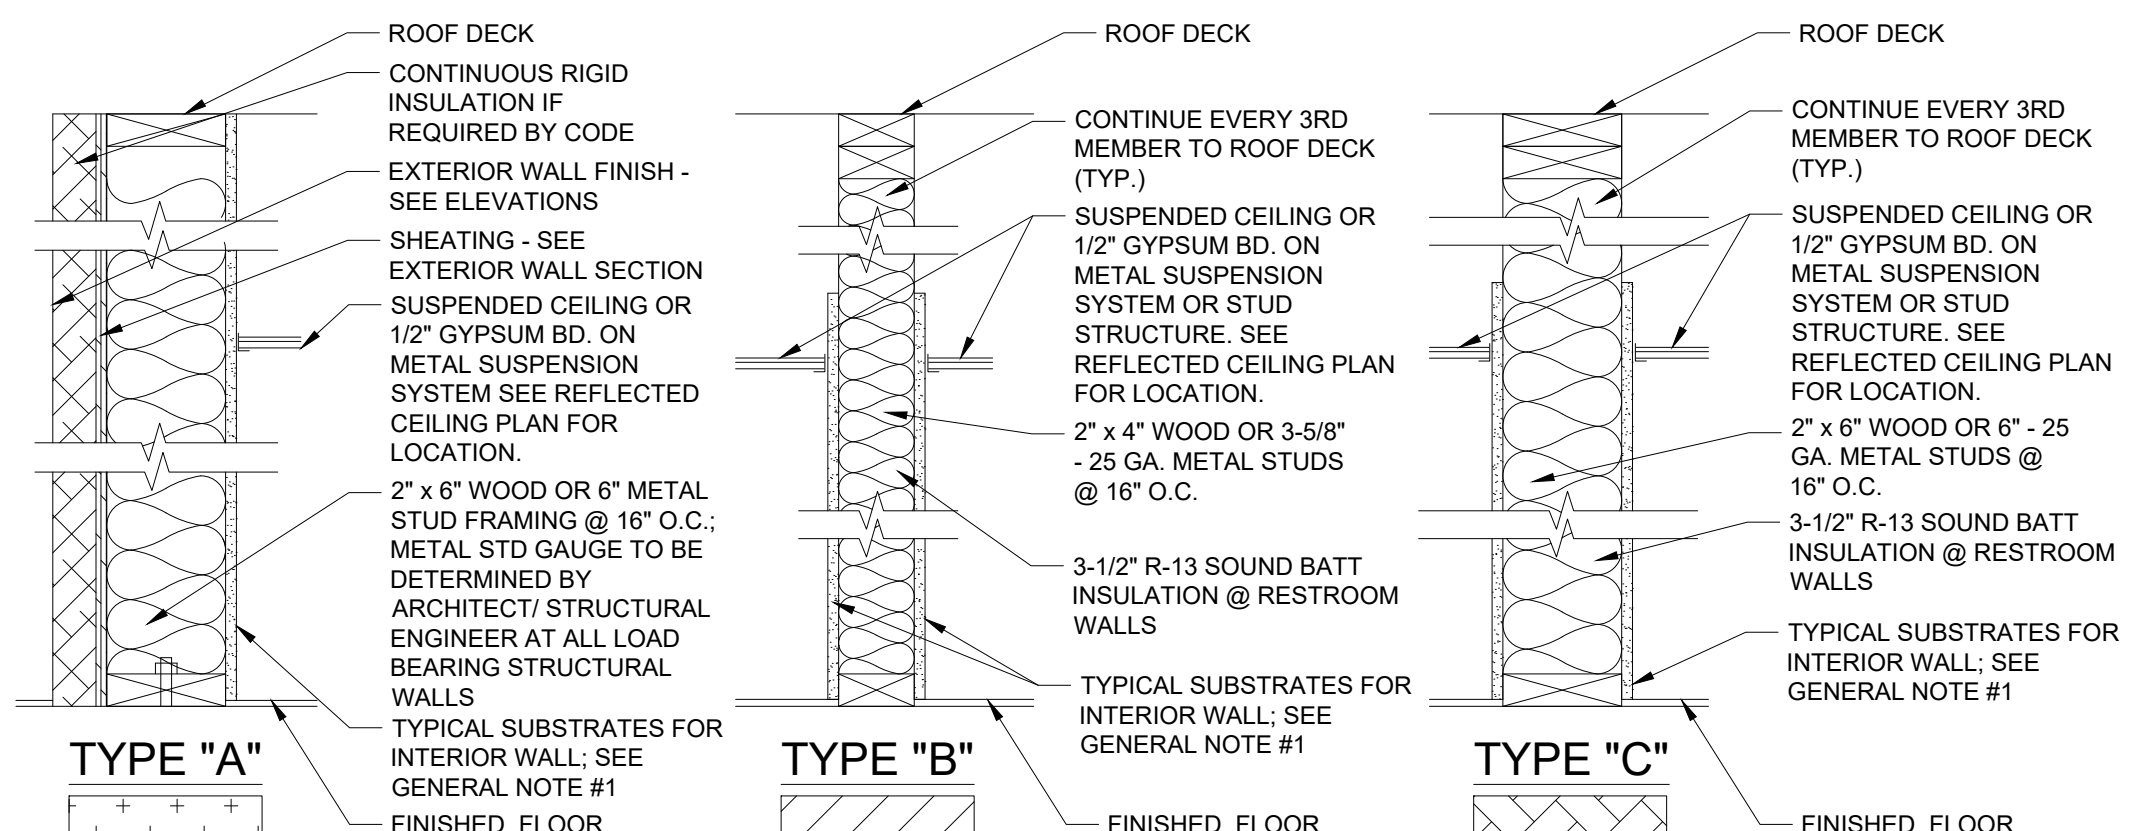 ROOF DECK
CONTINUOUS RIGID
INSULATION IF
REQUIRED BY CODE
EXTERIOR WALL FINISH -
SEE ELEVATIONS
SHEATING - SEE
EXTERIOR WALL SECTION
SUSPENDED CEILING OR
1/2" GYPSUM BD. ON
METAL SUSPENSION
SYSTEM SEE REFLECTED
CEILING PLAN FOR
LOCATION.
2" x 6" WOOD OR 6" METAL
STUD FRAMING @ 16" O.C.;
METAL STD GAUGE TO BE
DETERMINED BY
ARCHITECT/ STRUCTURAL
ENGINEER AT ALL LOAD
BEARING STRUCTURAL
WALLS
TYPICAL SUBSTRATES FOR
INTERIOR WALL; SEE
GENERAL NOTE #1
FINISHED FLOOR
TYPE "A"
ROOF DECK
CONTINUE EVERY 3RD
MEMBER TO ROOF DECK
(TYP.)
SUSPENDED CEILING OR
1/2" GYPSUM BD. ON
METAL SUSPENSION
SYSTEM OR STUD
STRUCTURE. SEE
REFLECTED CEILING PLAN
FOR LOCATION.
2" x 4" WOOD OR 3-5/8"
- 25 GA. METAL STUDS
@ 16" O.C.
3-1/2" R-13 SOUND BATT
INSULATION @ RESTROOM
WALLS
TYPICAL SUBSTRATES FOR
INTERIOR WALL; SEE
GENERAL NOTE #1
FINISHED FLOOR
TYPE "B"
ROOF DECK
CONTINUE EVERY 3RD
MEMBER TO ROOF DECK
(TYP.)
SUSPENDED CEILING OR
1/2" GYPSUM BD. ON
METAL SUSPENSION
SYSTEM OR STUD
STRUCTURE. SEE
REFLECTED CEILING PLAN
FOR LOCATION.
2" x 6" WOOD OR 6" - 25
GA. METAL STUDS @
16" O.C.
3-1/2" R-13 SOUND BATT
INSULATION @ RESTROOM
WALLS
TYPICAL SUBSTRATES FOR
INTERIOR WALL; SEE
GENERAL NOTE #1
FINISHED FLOOR
TYPE "C"